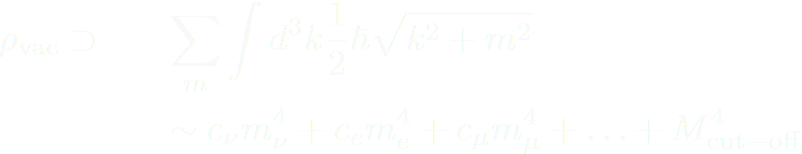 ρ_vac ⊃ ∑_m ∫ d³k 1/2 ħ √(k² + m²)
∼ c_ν m_ν⁴ + c_e m_e⁴ + c_μ m_μ⁴ + … + M⁴_cut−off